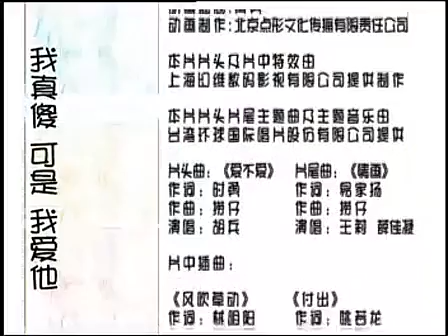 我真傻 可是 我爱他
动画制作:北京点形文化传播有限责任公司
本片片头及片中特效由
上海幻维数码影视有限公司提供制作
本片片头片尾主题曲及主题音乐由
台湾环球国际唱片股份有限公司提供
片头曲：《爱不爱》 片尾曲：《情画》
作词：时勇 作词：易家扬
作曲：捞仔 作曲：捞仔
演唱：胡兵 演唱：王莉 薛佳凝
片中插曲：
《风吹草动》 《付出》
作词：林明阳 作词：陈若龙